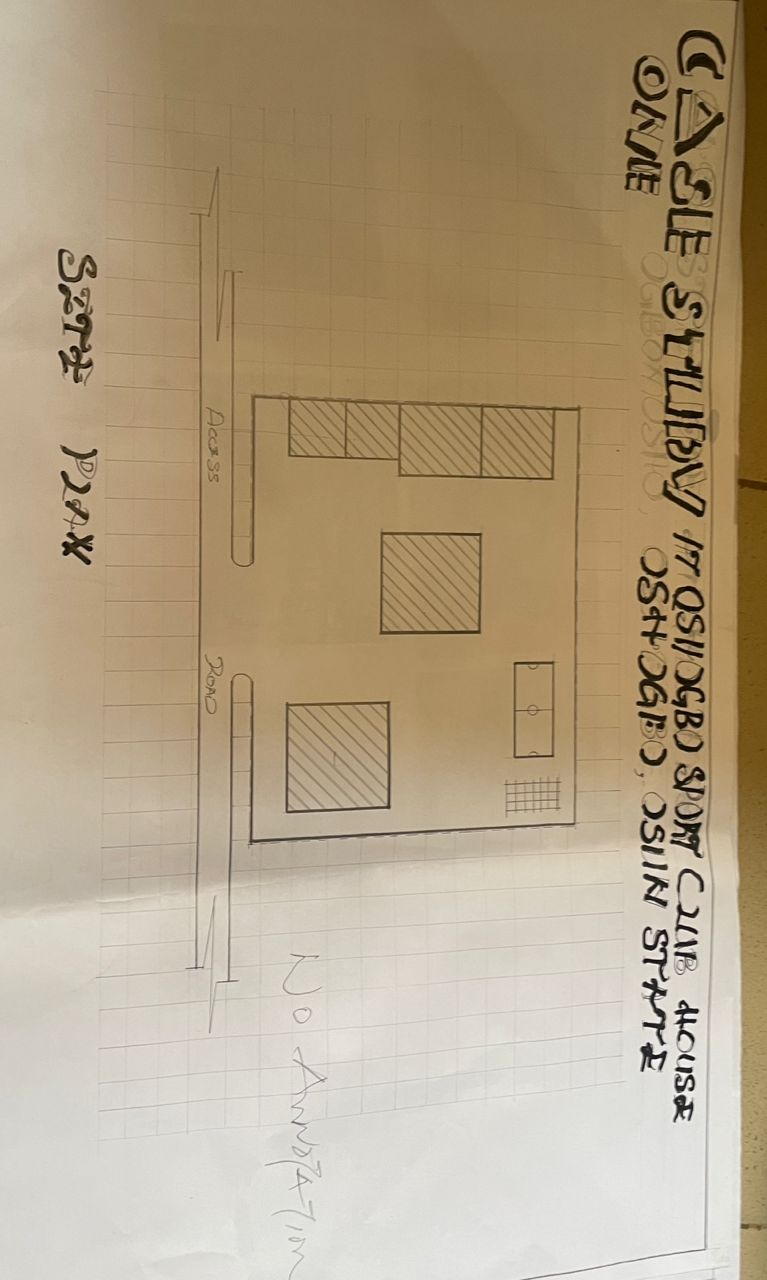 CASE STUDY 1: OSHOGBO SPORT CLUB HOUSE
ONE OSHOGBO, OSUN STATE
ACCESS ROAD
NO ANNOTATION
SITE PLAN